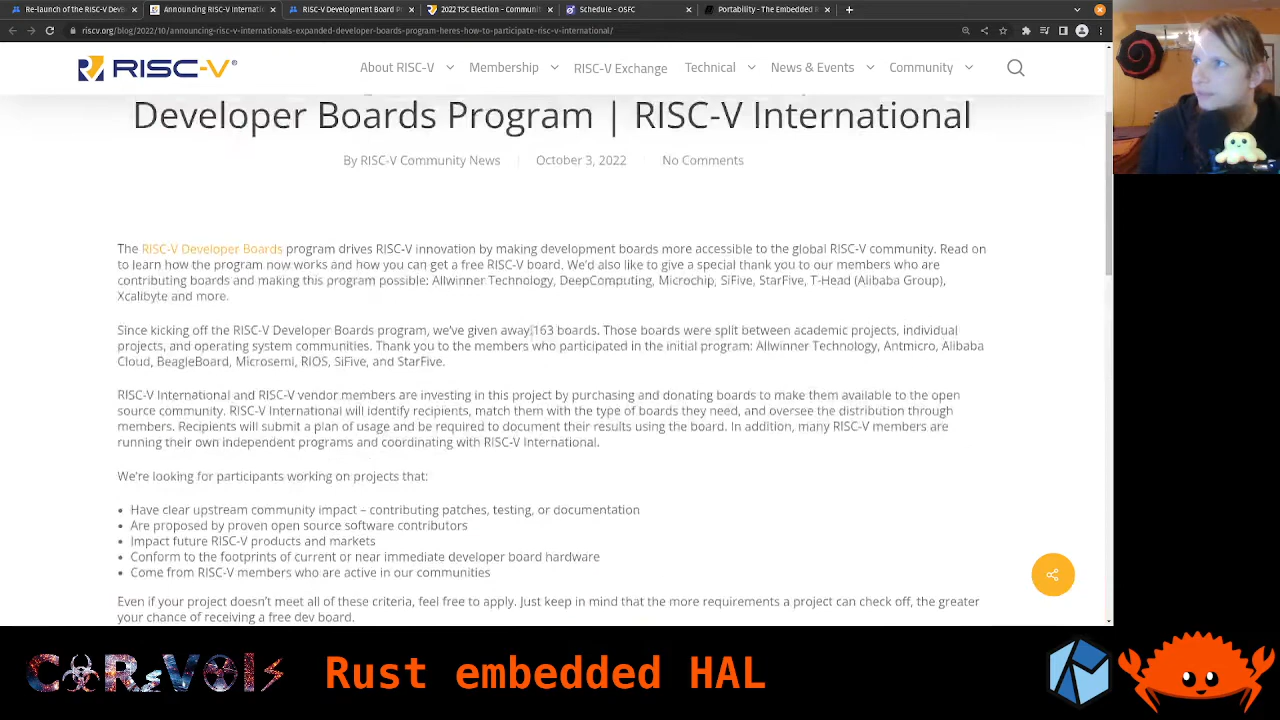 Re-launch of the RISC-V Dev
Announcing RISC-V Internati
RISC-V Development Board P
2022 TSC Election - Communit
Schedule - OSFC
Portability - The Embedded R
riscv.org/blog/2022/10/announcing-risc-v-internationals-expanded-developer-boards-program-heres-how-to-participate-risc-v-international/
RISC-V®
About RISC-V Membership RISC-V Exchange Technical News & Events Community
Developer Boards Program | RISC-V International
By RISC-V Community News October 3, 2022 No Comments
The RISC-V Developer Boards program drives RISC-V innovation by making development boards more accessible to the global RISC-V community. Read on
to learn how the program now works and how you can get a free RISC-V board. We'd also like to give a special thank you to our members who are
contributing boards and making this program possible: Allwinner Technology, DeepComputing, Microchip, SiFive, StarFive, T-Head (Alibaba Group),
Xcalibyte and more.
Since kicking off the RISC-V Developer Boards program, we've given away 163 boards. Those boards were split between academic projects, individual
projects, and operating system communities. Thank you to the members who participated in the initial program: Allwinner Technology, Antmicro, Alibaba
Cloud, BeagleBoard, Microsemi, RIOS, SiFive, and StarFive.
RISC-V International and RISC-V vendor members are investing in this project by purchasing and donating boards to make them available to the open
source community. RISC-V International will identify recipients, match them with the type of boards they need, and oversee the distribution through
members. Recipients will submit a plan of usage and be required to document their results using the board. In addition, many RISC-V members are
running their own independent programs and coordinating with RISC-V International.
We're looking for participants working on projects that:
• Have clear upstream community impact – contributing patches, testing, or documentation
• Are proposed by proven open source software contributors
• Impact future RISC-V products and markets
• Conform to the footprints of current or near immediate developer board hardware
• Come from RISC-V members who are active in our communities
Even if your project doesn't meet all of these criteria, feel free to apply. Just keep in mind that the more requirements a project can check off, the greater
your chance of receiving a free dev board.
Rust embedded HAL